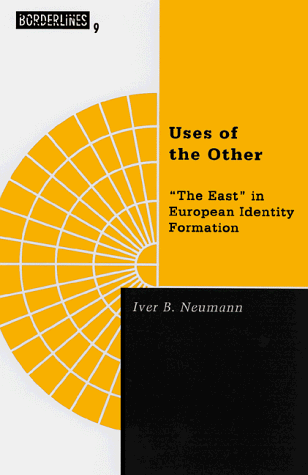 BORDERLINES 9
Uses of
the Other
“The East” in
European Identity
Formation
Iver B. Neumann